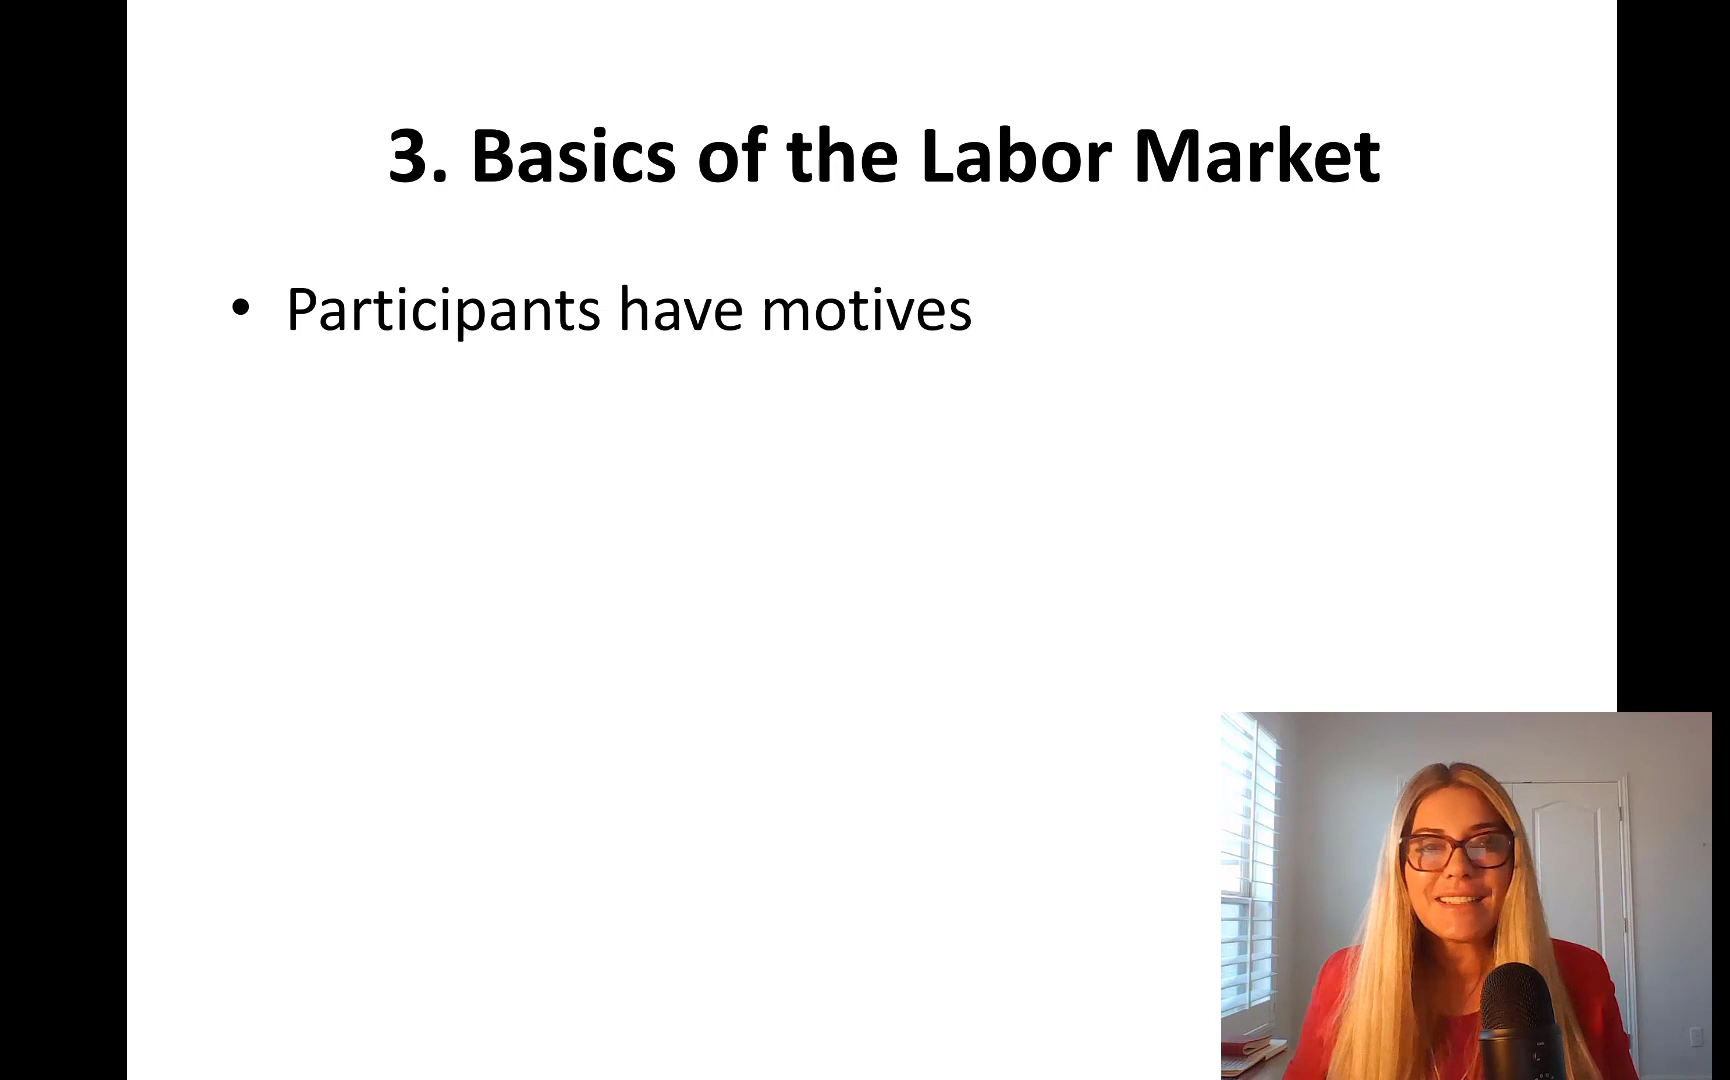 3. Basics of the Labor Market
• Participants have motives